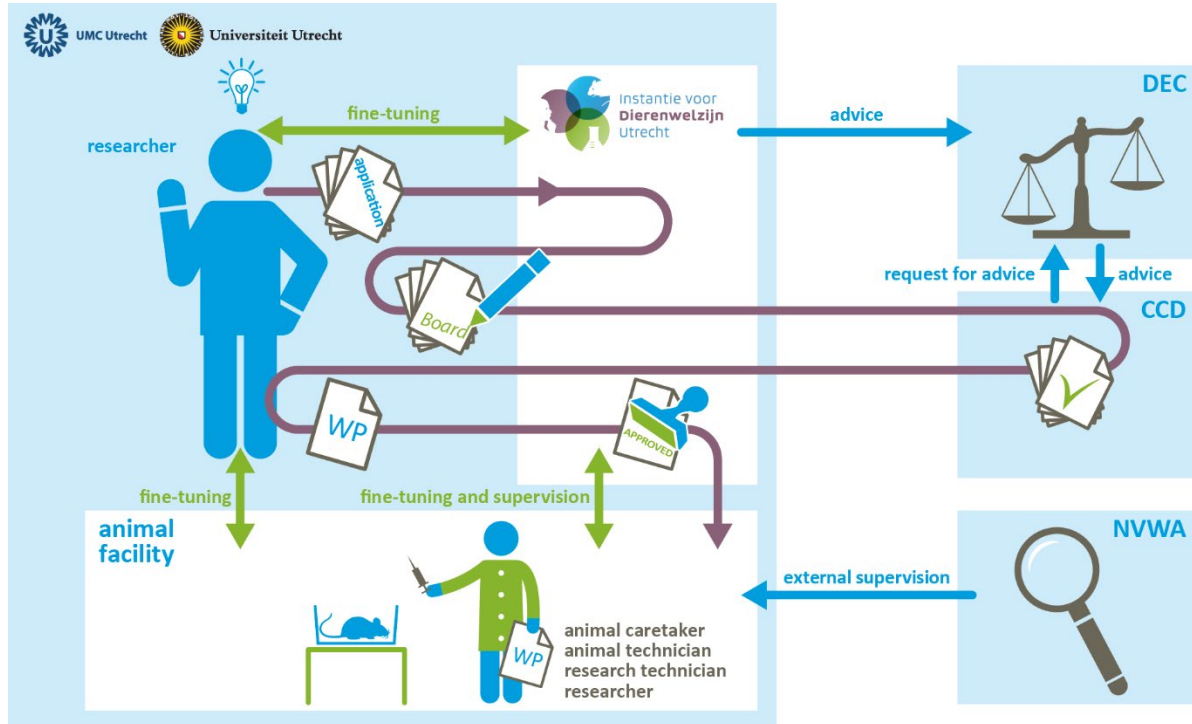 UMC Utrecht
Universiteit Utrecht
researcher
fine-tuning
Instantie voor
Dierenwelzijn
Utrecht
advice
DEC
application
request for advice
advice
CCD
Board
WP
APPROVED
fine-tuning
fine-tuning and supervision
animal
facility
NVWA
external supervision
WP
animal caretaker
animal technician
research technician
researcher